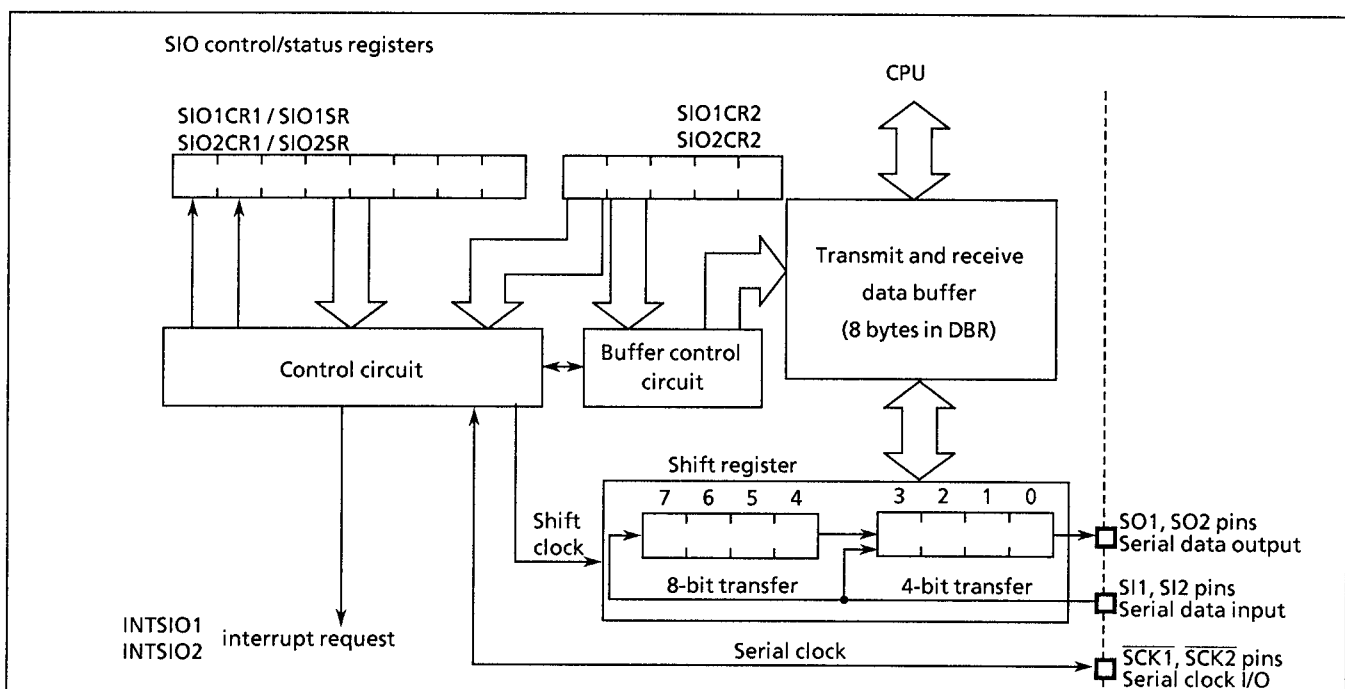 SIO control/status registers
CPU
SIO1CR1 / SIO1SR
SIO2CR1 / SIO2SR
SIO1CR2
SIO2CR2
Transmit and receive
data buffer
(8 bytes in DBR)
Control circuit
Buffer control
circuit
Shift register
7 6 5 4 3 2 1 0
Shift
clock
8-bit transfer
4-bit transfer
SO1, SO2 pins
Serial data output
SI1, SI2 pins
Serial data input
INTSIO1
INTSIO2
interrupt request
Serial clock
S̅C̅K̅1̅, S̅C̅K̅2̅ pins
Serial clock I/O